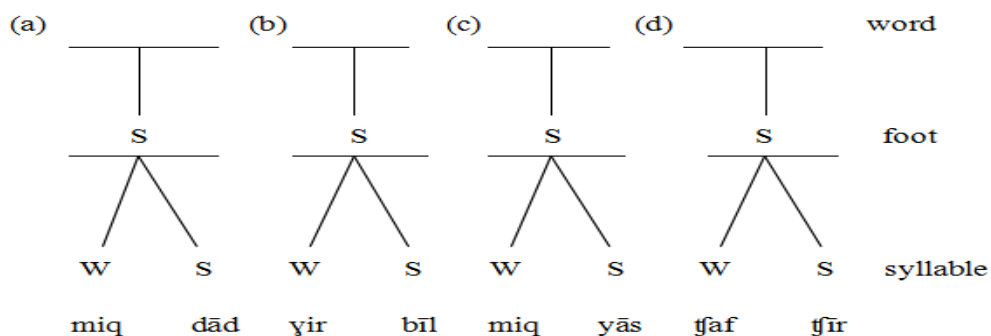 (a) (b) (c) (d) word
S S S S foot
W S W S W S W S syllable
miq dād ɣir bīl miq yās ʧaf ʧīr